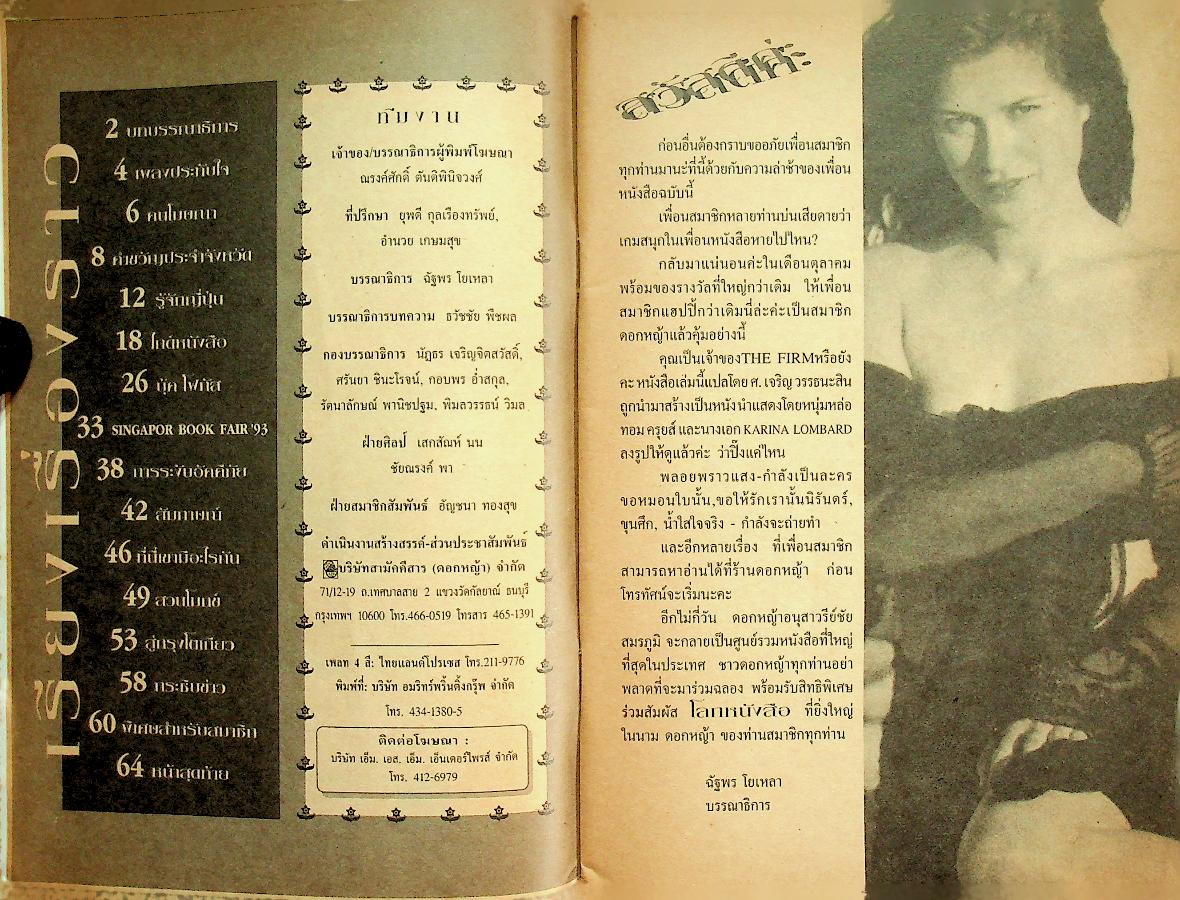 เรียงเรื่องราว
2 บทบรรณาธิการ
4 เพลงประทับใจ
6 คนโฆษณา
8 คำขวัญประจำจังหวัด
12 รู้จักญี่ปุ่น
18 ไกด์หนังสือ
26 บุ๊ค โฟกัส
33 SINGAPOR BOOK FAIR '93
38 การระงับอัคคีภัย
42 สัมภาษณ์
46 ที่นี่เขามีอะไรกัน
49 สวนโมกข์
53 สู่กรุงโตเกียว
58 กระซิบข่าว
60 พิเศษสำหรับสมาชิก
64 หน้าสุดท้าย
ทีมงาน
เจ้าของ/บรรณาธิการผู้พิมพ์โฆษณา
ณรงค์ศักดิ์ ตันติพินิจวงศ์
ที่ปรึกษา ยุพดี กุลเรืองทรัพย์,
อำนวย เกษมสุข
บรรณาธิการ ฉัฐพร โยเหลา
บรรณาธิการบทความ ธวัชชัย พืชผล
กองบรรณาธิการ นัฎธร เจริญจิตสวัสดิ์,
ศรันยา ชินะโรจน์, กอบพร อ่ำสกุล,
รัตนาลักษณ์ พานิชปฐม, พิมลวรรธน์ วิมล
ฝ่ายศิลป์ เสกสัณห์ นน
ชัยณรงค์ พา
ฝ่ายสมาชิกสัมพันธ์ อัญชนา ทองสุข
ดำเนินงานสร้างสรรค์-ส่วนประชาสัมพันธ์
บริษัทสามัคคีสาร (ดอกหญ้า) จำกัด
71/12-19 ถ.เทศบาลสาย 2 แขวงวัดกัลยาณ์ ธนบุรี
กรุงเทพฯ 10600 โทร.466-0519 โทรสาร 465-1391
เพลท 4 สี: ไทยแลนด์โปรเซส โทร.211-9776
พิมพ์ที่: บริษัท อมรินทร์พริ้นติ้งกรุ๊พ จำกัด
โทร. 434-1380-5
ติดต่อโฆษณา :
บริษัท เอ็ม. เอส. เอ็ม. เอ็นเตอร์ไพรส์ จำกัด
โทร. 412-6979
สวัสดีค่ะ
ก่อนอื่นต้องกราบขออภัยเพื่อนสมาชิก
ทุกท่านมาน่ะที่นี้ด้วยกับความล่าช้าของเพื่อน
หนังสือฉบับนี้
เพื่อนสมาชิกหลายท่านบ่นเสียดายว่า
เกมสนุกในเพื่อนหนังสือหายไปไหน?
กลับมาแน่นอนค่ะในเดือนตุลาคม
พร้อมของรางวัลที่ใหญ่กว่าเดิม ให้เพื่อน
สมาชิกแฮปปี้กว่าเดิมนี่ล่ะค่ะเป็นสมาชิก
ดอกหญ้าแล้วคุ้มอย่างนี้
คุณเป็นเจ้าของTHE FIRMหรือยัง
คะ หนังสือเล่มนี้แปลโดย ศ. เจริญ วรรธนะสิน
ถูกนำมาสร้างเป็นหนังนำแสดงโดยหนุ่มหล่อ
ทอม ครุยส์ และนางเอก KARINA LOMBARD
ลงรูปให้ดูแล้วค่ะ ว่าปิ๊งแค่ไหน
พลอยพราวแสง-กำลังเป็นละคร
ขอหมอนใบนั้น,ขอให้รักเรานั้นนิรันดร์,
ขุนศึก, น้ำใสใจจริง - กำลังจะถ่ายทำ
และอีกหลายเรื่อง ที่เพื่อนสมาชิก
สามารถหาอ่านได้ที่ร้านดอกหญ้า ก่อน
โทรทัศน์จะเริ่มนะคะ
อีกไม่กี่วัน ดอกหญ้าอนุสาวรีย์ชัย
สมรภูมิ จะกลายเป็นศูนย์รวมหนังสือที่ใหญ่
ที่สุดในประเทศ ชาวดอกหญ้าทุกท่านอย่า
พลาดที่จะมาร่วมฉลอง พร้อมรับสิทธิพิเศษ
ร่วมสัมผัส โลกหนังสือ ที่ยิ่งใหญ่
ในนาม ดอกหญ้า ของท่านสมาชิกทุกท่าน
ฉัฐพร โยเหลา
บรรณาธิการ